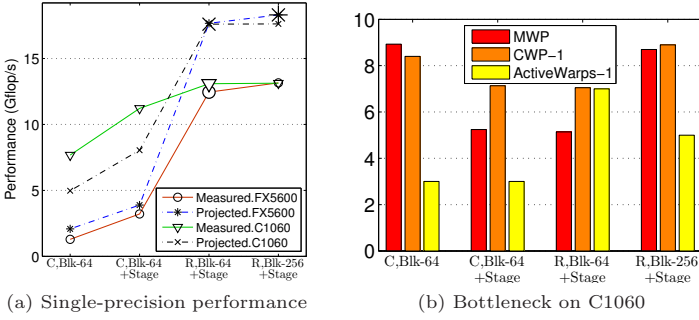 Performance (Gflop/s)
15
10
5
0
C,Blk-64
C,Blk-64
+Stage
R,Blk-64
+Stage
R,Blk-256
+Stage
Measured.FX5600
Projected.FX5600
Measured.C1060
Projected.C1060
(a) Single-precision performance
10
8
6
4
2
0
MWP
CWP-1
ActiveWarps-1
C,Blk-64
C,Blk-64
+Stage
R,Blk-64
+Stage
R,Blk-256
+Stage
(b) Bottleneck on C1060